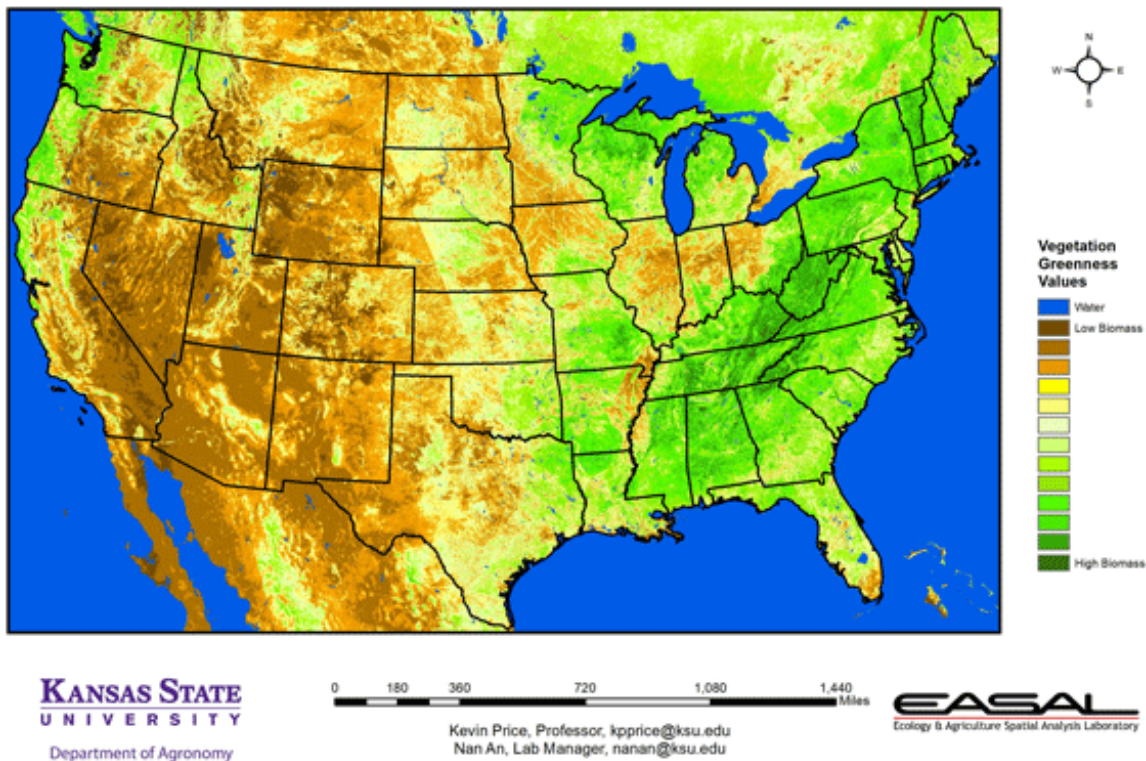 N
W E
S
Vegetation
Greenness
Values
Water
Low Biomass
High Biomass
KANSAS STATE
UNIVERSITY
Department of Agronomy
0 180 360 720 1,080 1,440
Miles
Kevin Price, Professor, kpprice@ksu.edu
Nan An, Lab Manager, nanan@ksu.edu
EASAL
Ecology & Agriculture Spatial Analysis Laboratory